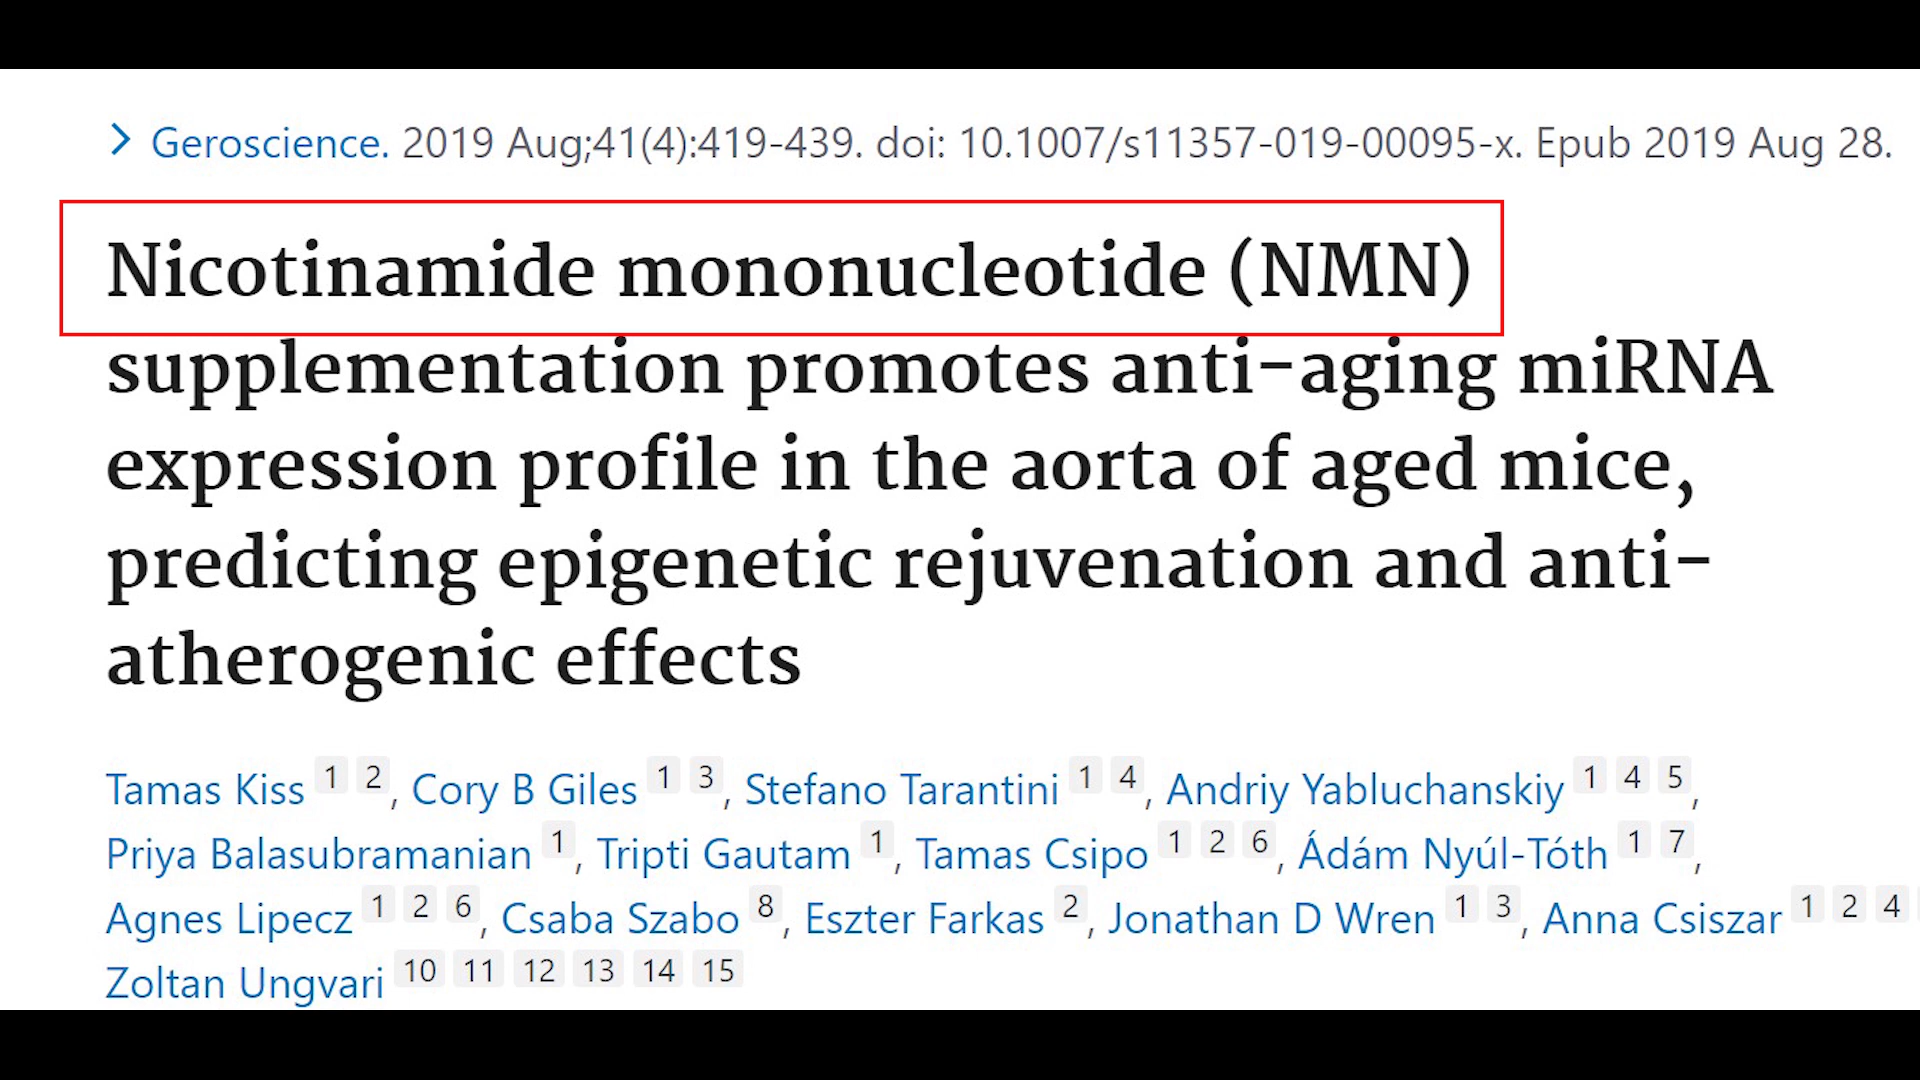 > Geroscience. 2019 Aug;41(4):419-439. doi: 10.1007/s11357-019-00095-x. Epub 2019 Aug 28.
Nicotinamide mononucleotide (NMN)
supplementation promotes anti-aging miRNA
expression profile in the aorta of aged mice,
predicting epigenetic rejuvenation and anti-
atherogenic effects
Tamas Kiss 1 2, Cory B Giles 1 3, Stefano Tarantini 1 4, Andriy Yabluchanskiy 1 4 5,
Priya Balasubramanian 1, Tripti Gautam 1, Tamas Csipo 1 2 6, Ádám Nyúl-Tóth 1 7,
Agnes Lipecz 1 2 6, Csaba Szabo 8, Eszter Farkas 2, Jonathan D Wren 1 3, Anna Csiszar 1 2 4
Zoltan Ungvari 10 11 12 13 14 15